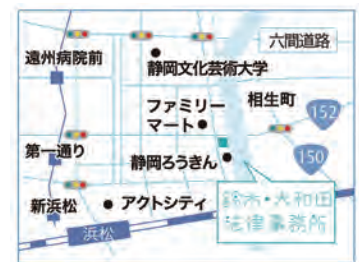 六間道路
遠州病院前
静岡文化芸術大学
ファミリー
マート
相生町
152
第一通り
静岡ろうきん
150
新浜松
アクトシティ
鈴木・大和田
法律事務所
浜松